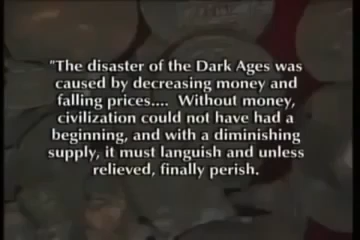 "The disaster of the Dark Ages was
caused by decreasing money and
falling prices.... Without money,
civilization could not have had a
beginning, and with a diminishing
supply, it must languish and unless
relieved, finally perish.